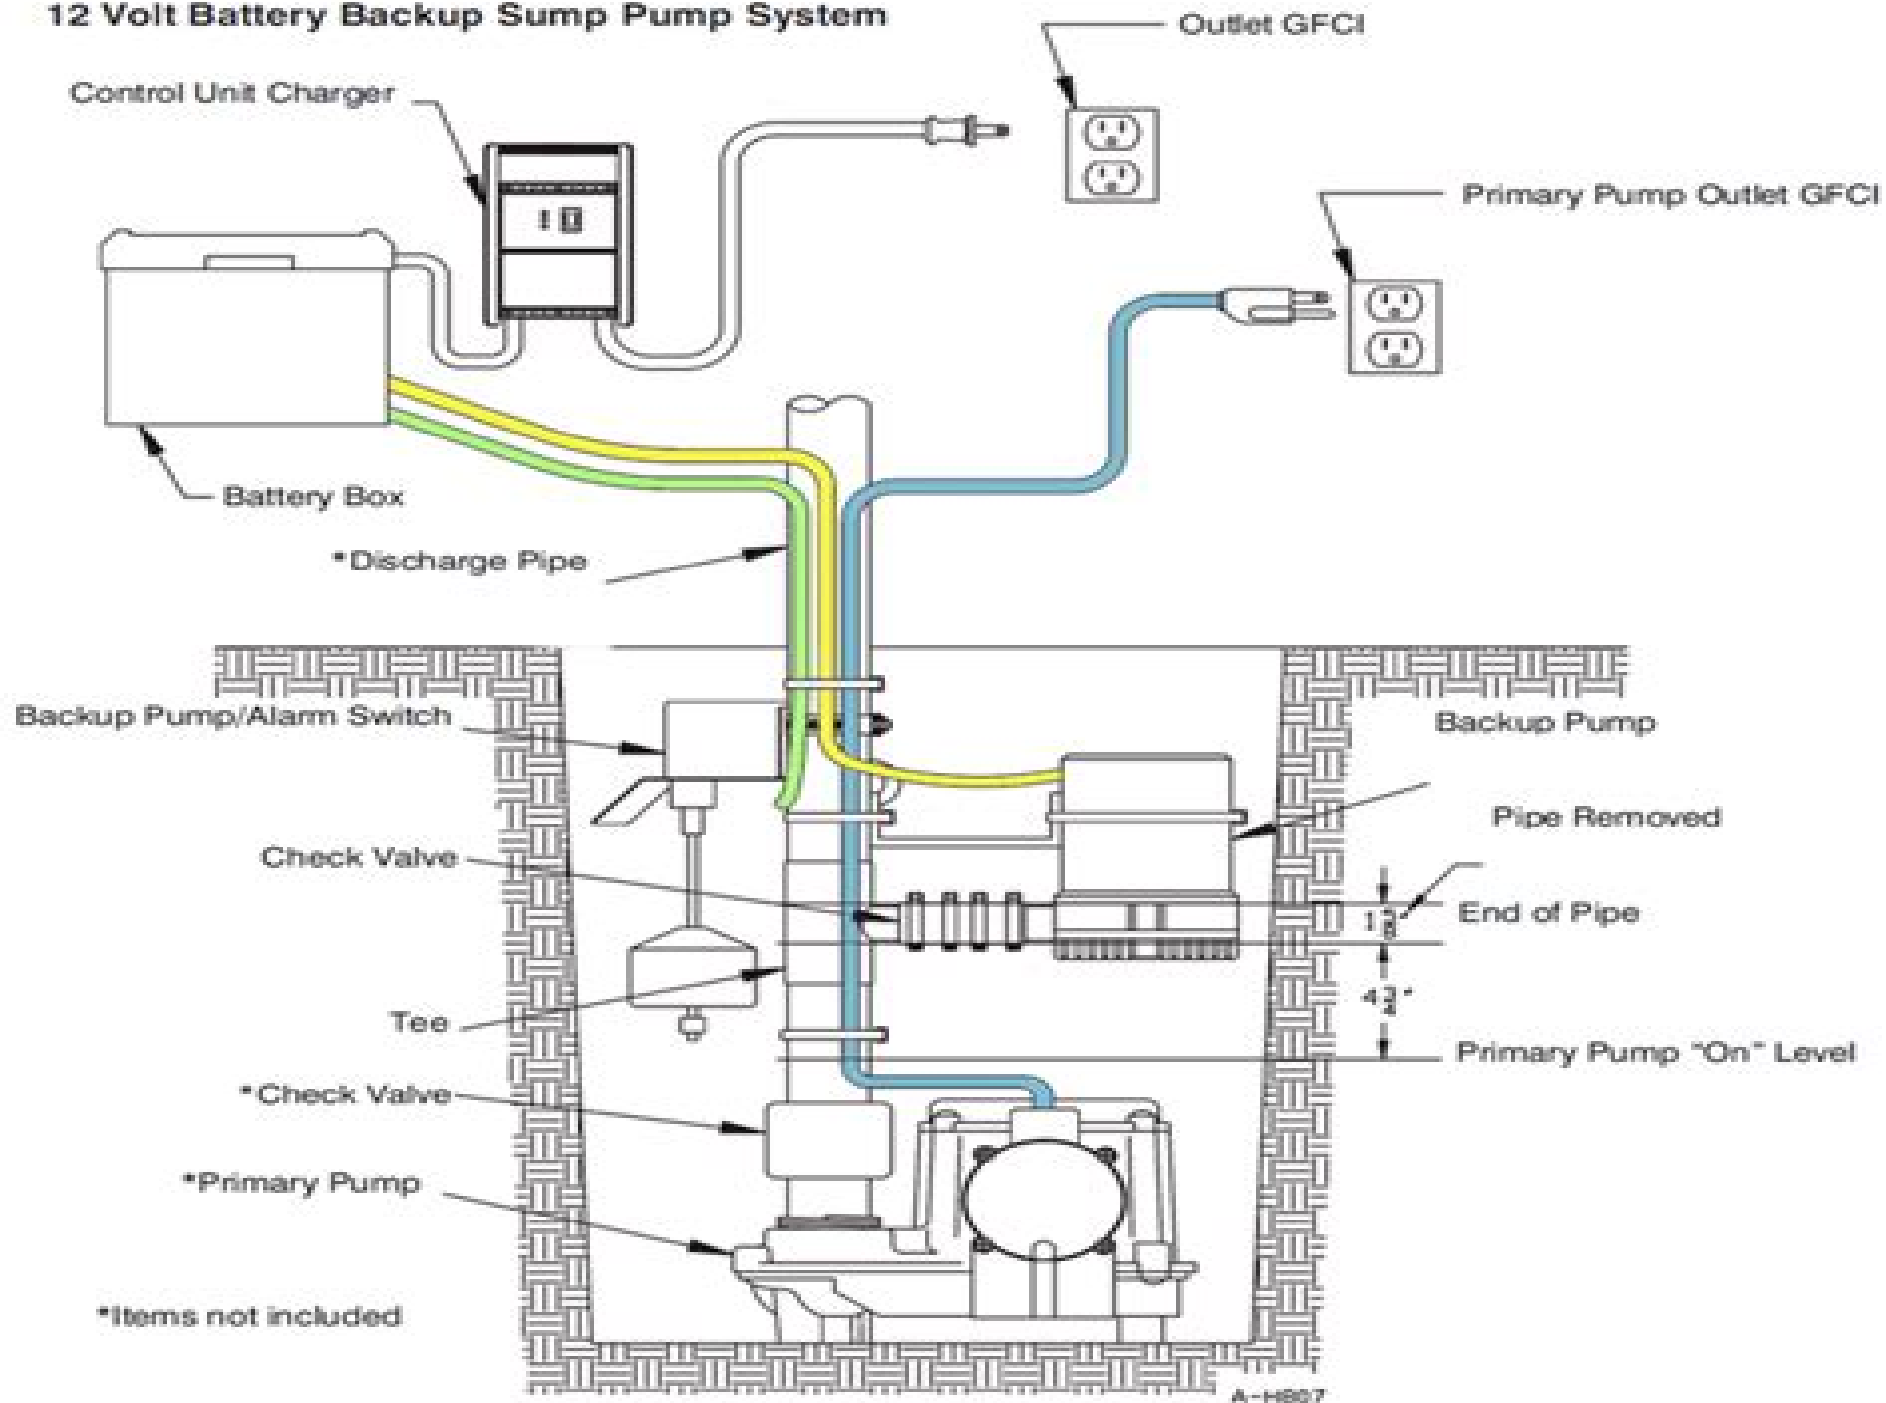 12 Volt Battery Backup Sump Pump System
Outlet GFCI
Control Unit Charger
Primary Pump Outlet GFCI
Battery Box
*Discharge Pipe
Backup Pump/Alarm Switch
Backup Pump
Pipe Removed
Check Valve
End of Pipe
Tee
Primary Pump "On" Level
*Check Valve
*Primary Pump
*Items not included
A-H807